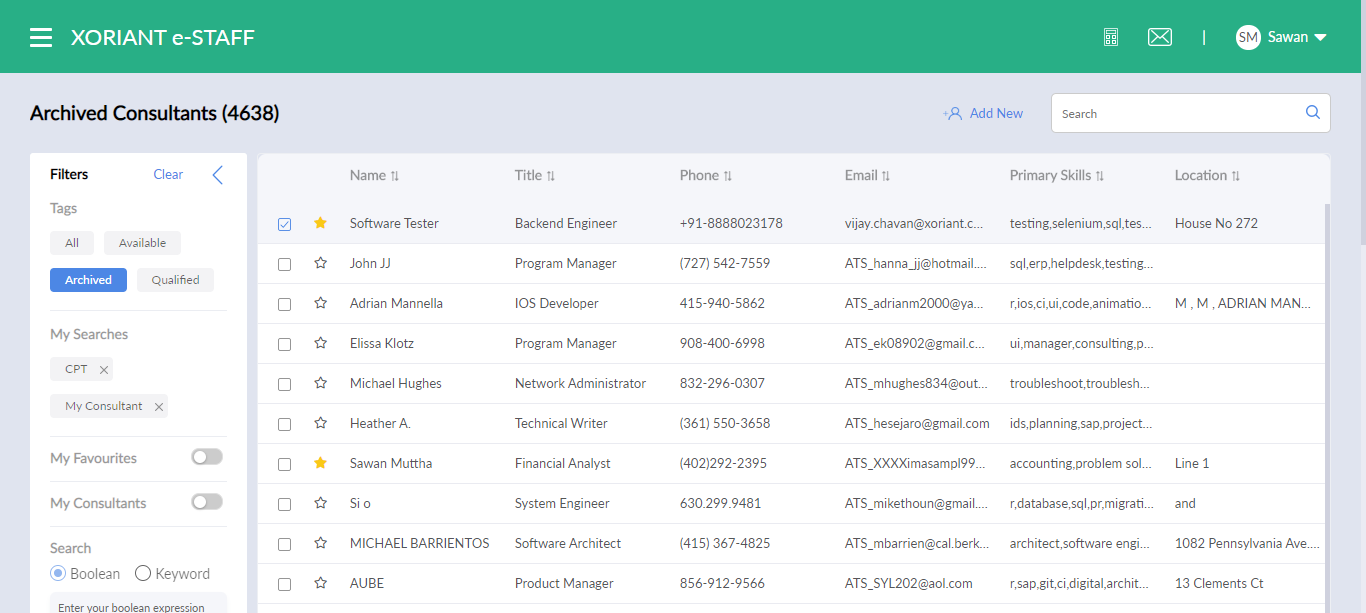 XORIANT e-STAFF | SM Sawan
Archived Consultants (4638) Add New Search
Filters Clear
Tags
All Available
Archived Qualified
My Searches
CPT
My Consultant
My Favourites
My Consultants
Search
Boolean Keyword
Enter your boolean expression
Name Title Phone Email Primary Skills Location
Software Tester Backend Engineer +91-8888023178 vijay.chavan@xoriant.c... testing,selenium,sql,tes... House No 272
John JJ Program Manager (727) 542-7559 ATS_hanna_jj@hotmail.... sql,erp,helpdesk,testing...
Adrian Mannella IOS Developer 415-940-5862 ATS_adrianm2000@ya... r,ios,ci,ui,code,animatio... M , M , ADRIAN MAN...
Elissa Klotz Program Manager 908-400-6998 ATS_ek08902@gmail.c... ui,manager,consulting,p...
Michael Hughes Network Administrator 832-296-0307 ATS_mhughes834@out... troubleshoot,troublesh...
Heather A. Technical Writer (361) 550-3658 ATS_hesejaro@gmail.com ids,planning,sap,project...
Sawan Muttha Financial Analyst (402)292-2395 ATS_XXXXimasampl99... accounting,problem sol... Line 1
Si o System Engineer 630.299.9481 ATS_mikethoun@gmail.... r,database,sql,pr,migrati... and
MICHAEL BARRIENTOS Software Architect (415) 367-4825 ATS_mbarrien@cal.berk... architect,software engi... 1082 Pennsylvania Ave....
AUBE Product Manager 856-912-9566 ATS_SYL202@aol.com r,sap,git,ci,digital,archit... 13 Clements Ct